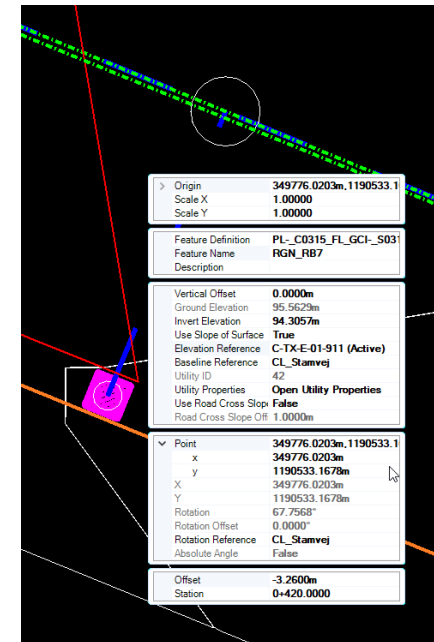 Origin 349776.0203m,1190533.1
Scale X 1.00000
Scale Y 1.00000
Feature Definition PL-_C0315_FL_GCI-_S031
Feature Name RGN_RB7
Description
Vertical Offset 0.0000m
Ground Elevation 95.5629m
Invert Elevation 94.3057m
Use Slope of Surface True
Elevation Reference C-TX-E-01-911 (Active)
Baseline Reference CL_Stamvej
Utility ID 42
Utility Properties Open Utility Properties
Use Road Cross Slope False
Road Cross Slope Off 1.0000m
Point 349776.0203m,1190533.1
x 349776.0203m
y 1190533.1678m
X 349776.0203m
Y 1190533.1678m
Rotation 67.7568°
Rotation Offset 0.0000°
Rotation Reference CL_Stamvej
Absolute Angle False
Offset -3.2600m
Station 0+420.0000